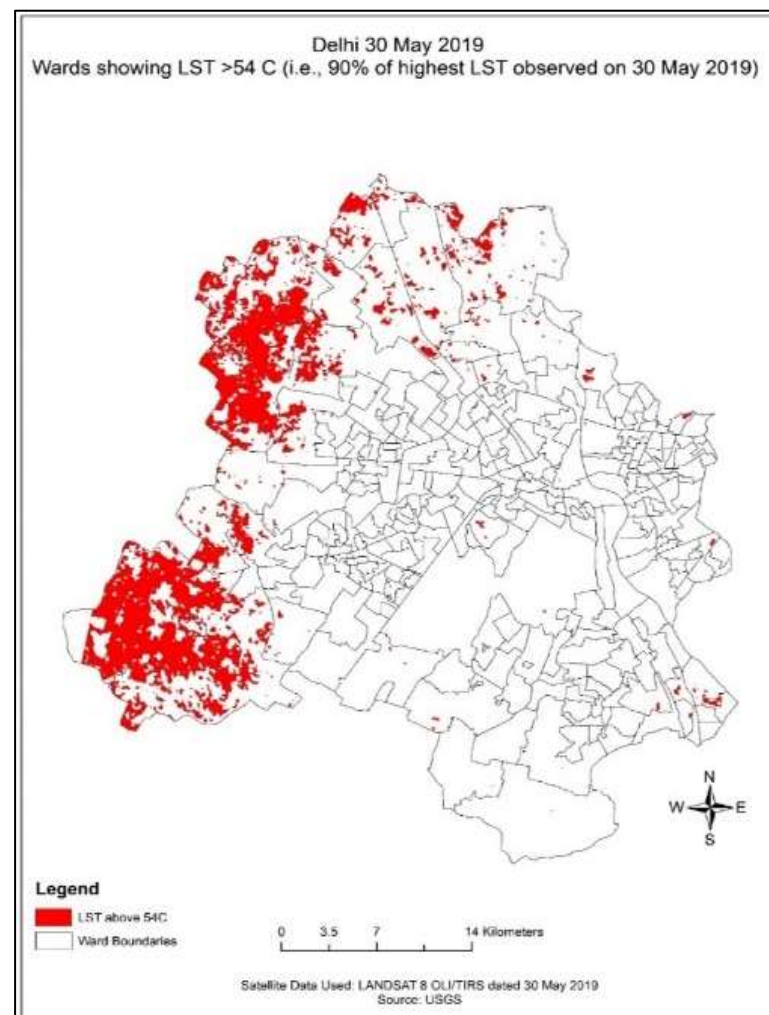 Delhi 30 May 2019
Wards showing LST >54 C (i.e., 90% of highest LST observed on 30 May 2019)
N
W E
S
Legend
LST above 54C
Ward Boundaries
0 3.5 7 14 Kilometers
Satellite Data Used: LANDSAT 8 OLI/TIRS dated 30 May 2019
Source: USGS